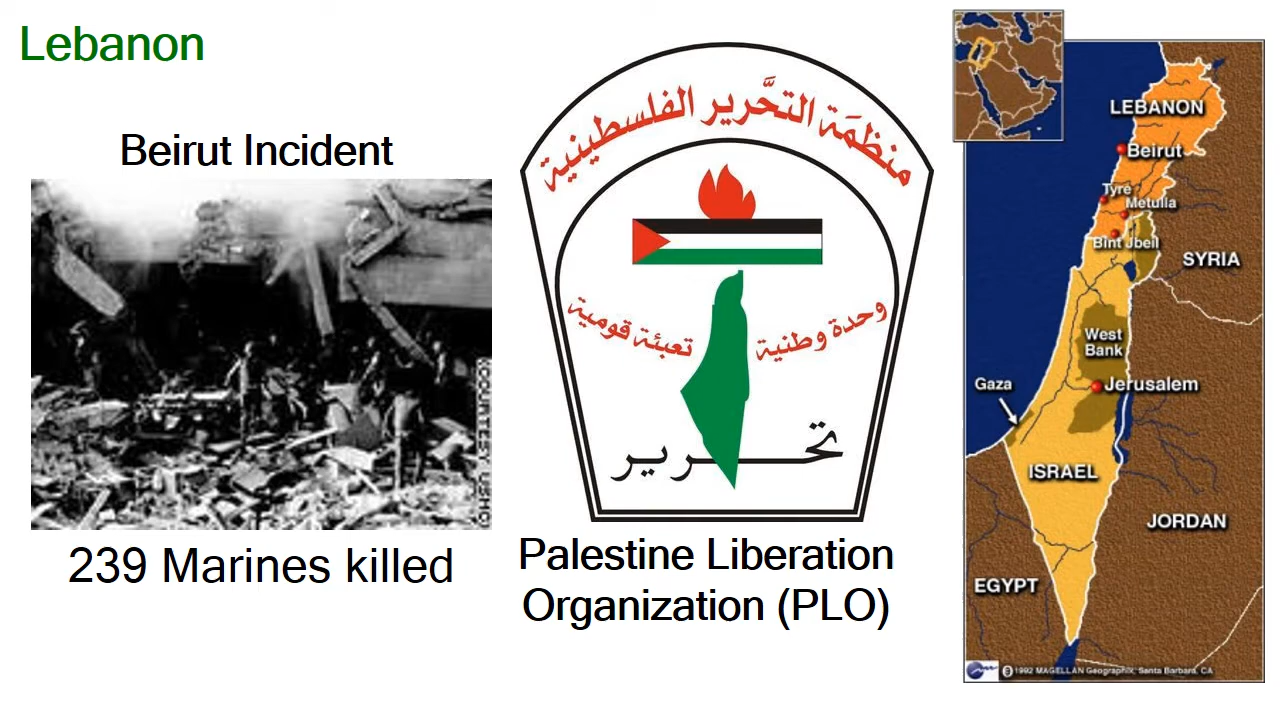 Lebanon
Beirut Incident
(COURTESY USMC)
239 Marines killed
منظمة التحرير الفلسطينية
وحدة وطنية
تعبئة قومية
تحرير
Palestine Liberation
Organization (PLO)
LEBANON
Beirut
Tyre
Metulla
Bint Jbeil
SYRIA
West
Bank
Gaza
Jerusalem
ISRAEL
JORDAN
EGYPT
1992 MAGELLAN Geographix, Santa Barbara, CA